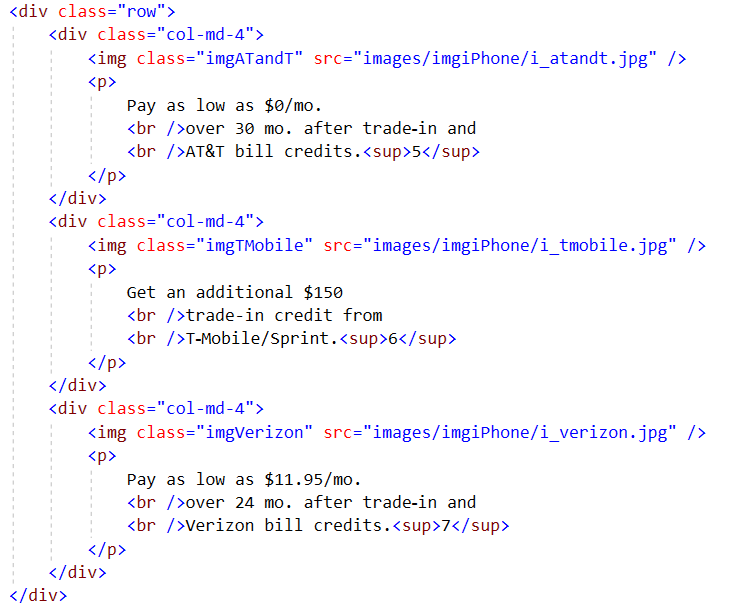 <div class="row">
    <div class="col-md-4">
        <img class="imgATandT" src="images/imgiPhone/i_atandt.jpg" />
        <p>
            Pay as low as $0/mo.
            <br />over 30 mo. after trade-in and
            <br />AT&T bill credits.<sup>5</sup>
        </p>
    </div>
    <div class="col-md-4">
        <img class="imgTMobile" src="images/imgiPhone/i_tmobile.jpg" />
        <p>
            Get an additional $150
            <br />trade-in credit from
            <br />T-Mobile/Sprint.<sup>6</sup>
        </p>
    </div>
    <div class="col-md-4">
        <img class="imgVerizon" src="images/imgiPhone/i_verizon.jpg" />
        <p>
            Pay as low as $11.95/mo.
            <br />over 24 mo. after trade-in and
            <br />Verizon bill credits.<sup>7</sup>
        </p>
    </div>
</div>